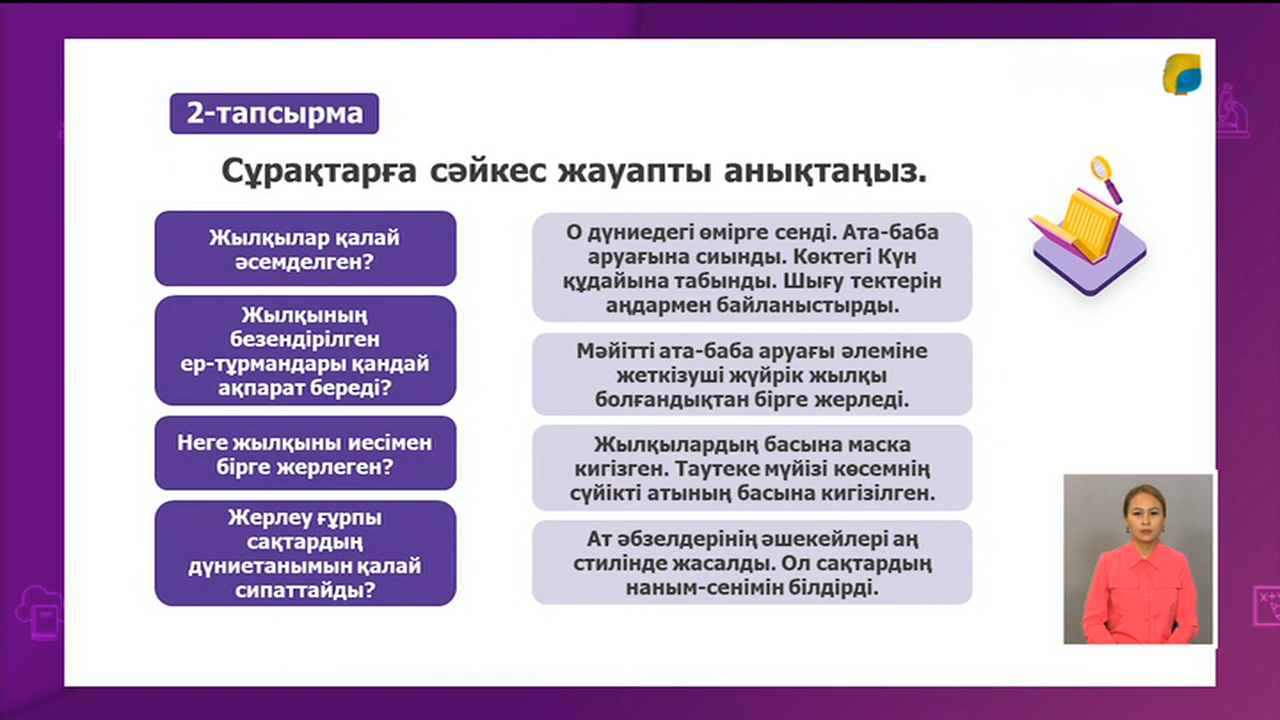 2-тапсырма
Сұрақтарға сәйкес жауапты анықтаңыз.
Жылқылар қалай
әсемделген?
Жылқының
безендірілген
ер-тұрмандары қандай
ақпарат береді?
Неге жылқыны иесімен
бірге жерлеген?
Жерлеу ғұрпы
сақтардың
дүниетанымын қалай
сипаттайды?
О дүниедегі өмірге сенді. Ата-баба
аруағына сиынды. Көктегі Күн
құдайына табынды. Шығу тектерін
аңдармен байланыстырды.
Мәйітті ата-баба аруағы әлеміне
жеткізуші жүйрік жылқы
болғандықтан бірге жерледі.
Жылқылардың басына маска
кигізген. Таутеке мүйізі көсемнің
сүйікті атының басына кигізілген.
Ат әбзелдерінің әшекейлері аң
стилінде жасалды. Ол сақтардың
наным-сенімін білдірді.